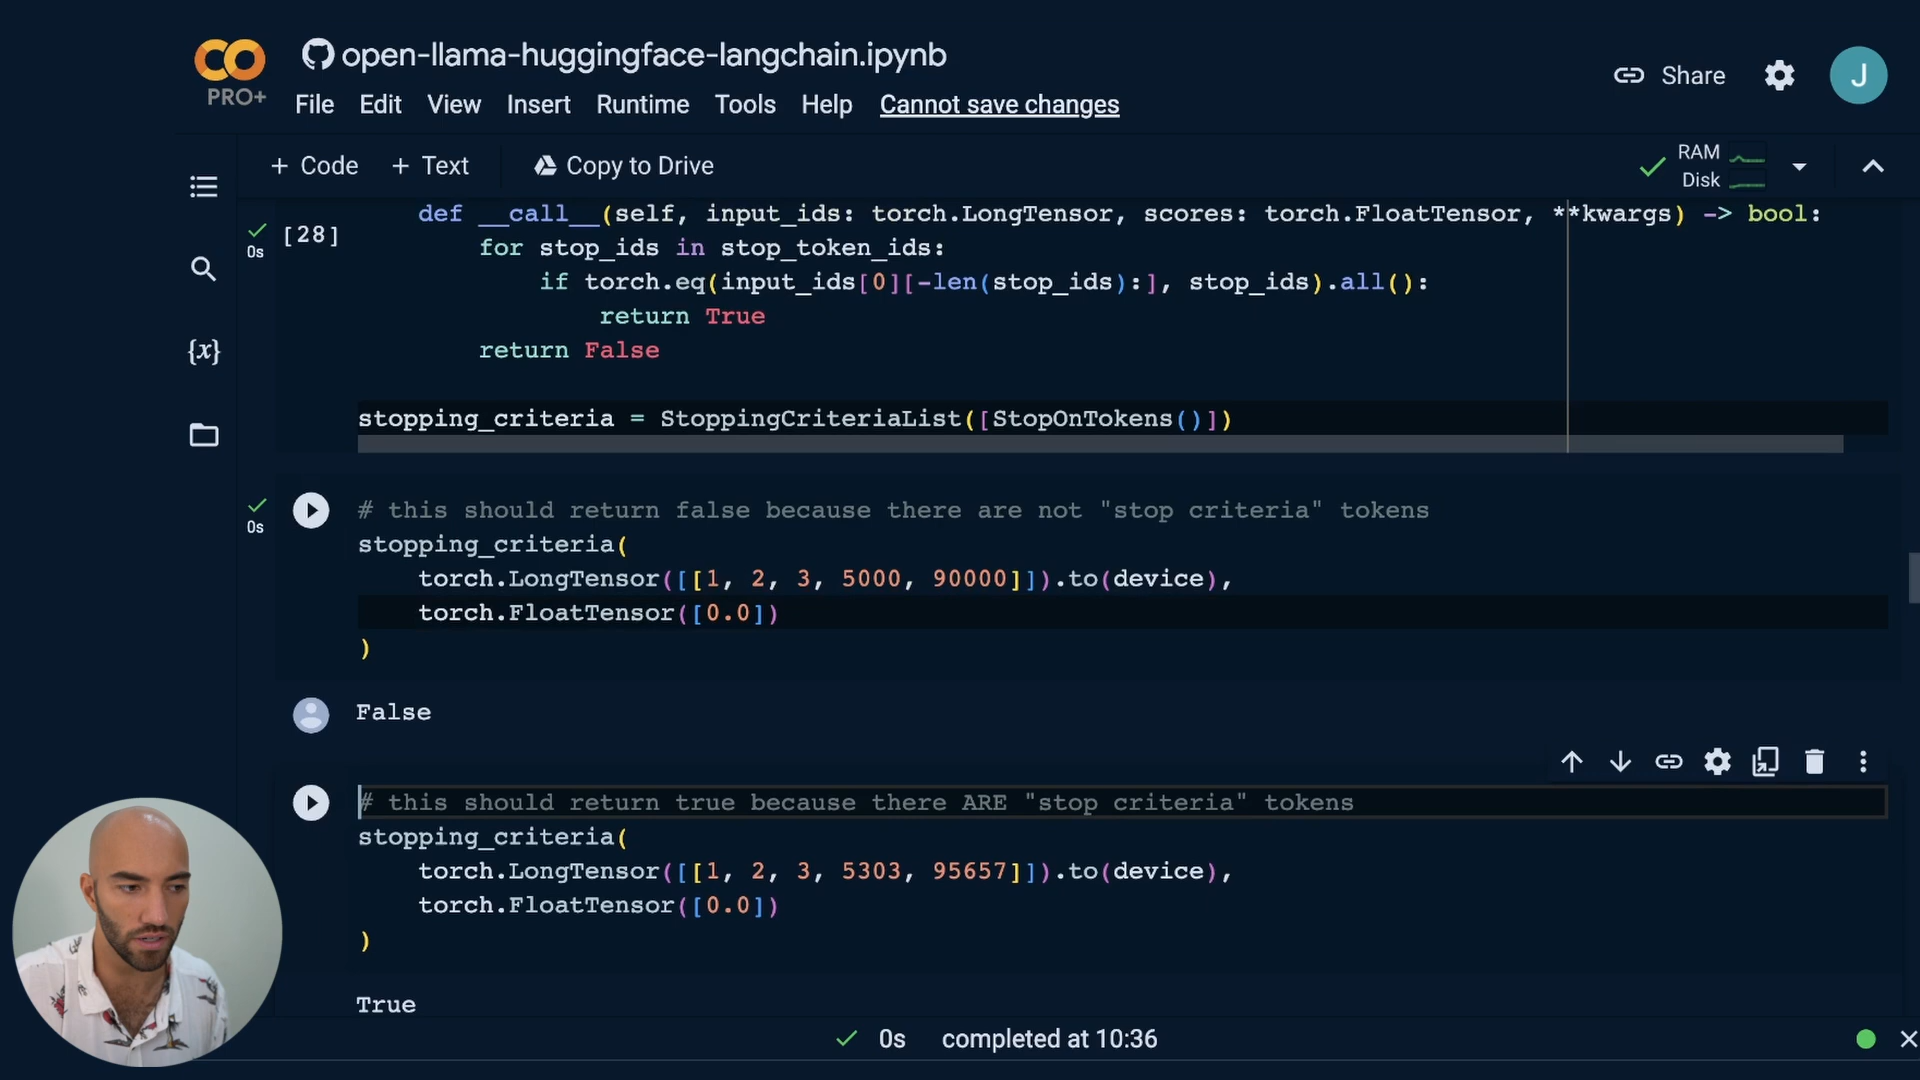 open-llama-huggingface-langchain.ipynb
PRO+
File Edit View Insert Runtime Tools Help Cannot save changes
Share
J
+ Code + Text Copy to Drive
RAM
Disk
0s
[28]
def __call__(self, input_ids: torch.LongTensor, scores: torch.FloatTensor, **kwargs) -> bool:
for stop_ids in stop_token_ids:
if torch.eq(input_ids[0][-len(stop_ids):], stop_ids).all():
return True
return False
stopping_criteria = StoppingCriteriaList([StopOnTokens()])
0s
# this should return false because there are not "stop criteria" tokens
stopping_criteria(
torch.LongTensor([[1, 2, 3, 5000, 90000]]).to(device),
torch.FloatTensor([0.0])
)
False
# this should return true because there ARE "stop criteria" tokens
stopping_criteria(
torch.LongTensor([[1, 2, 3, 5303, 95657]]).to(device),
torch.FloatTensor([0.0])
)
True
0s completed at 10:36
{x}